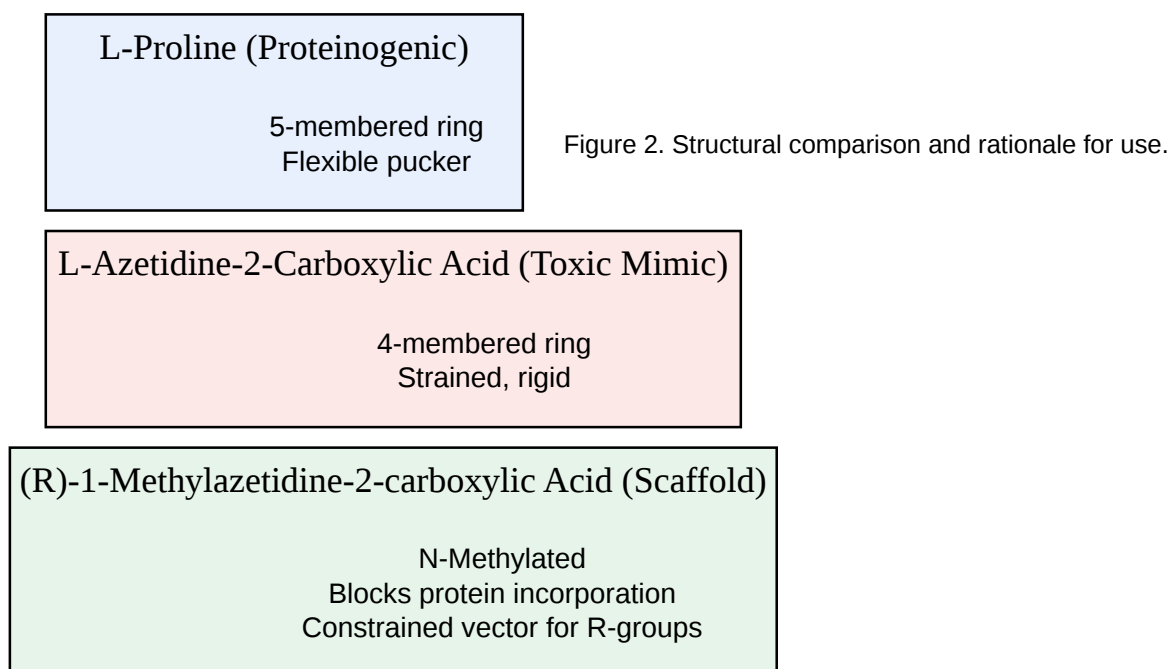 L-Proline (Proteinogenic)
5-membered ring
Flexible pucker
Figure 2. Structural comparison and rationale for use.
L-Azetidine-2-Carboxylic Acid (Toxic Mimic)
4-membered ring
Strained, rigid
(R)-1-Methylazetidine-2-carboxylic Acid (Scaffold)
N-Methylated
Blocks protein incorporation
Constrained vector for R-groups